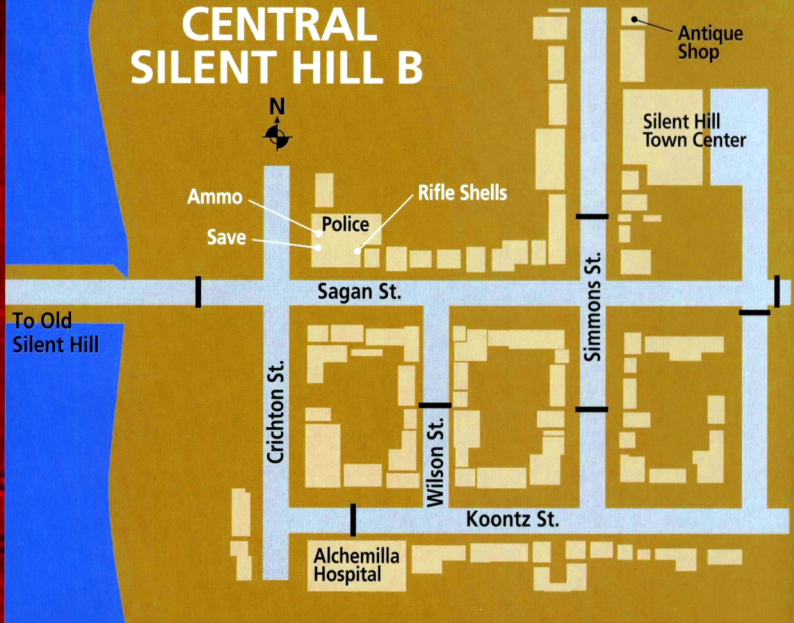 CENTRAL
SILENT HILL B
N
Antique
Shop
Silent Hill
Town Center
Ammo
Rifle Shells
Police
Save
Sagan St.
Simmons St.
To Old
Silent Hill
Crichton St.
Wilson St.
Koontz St.
Alchemilla
Hospital